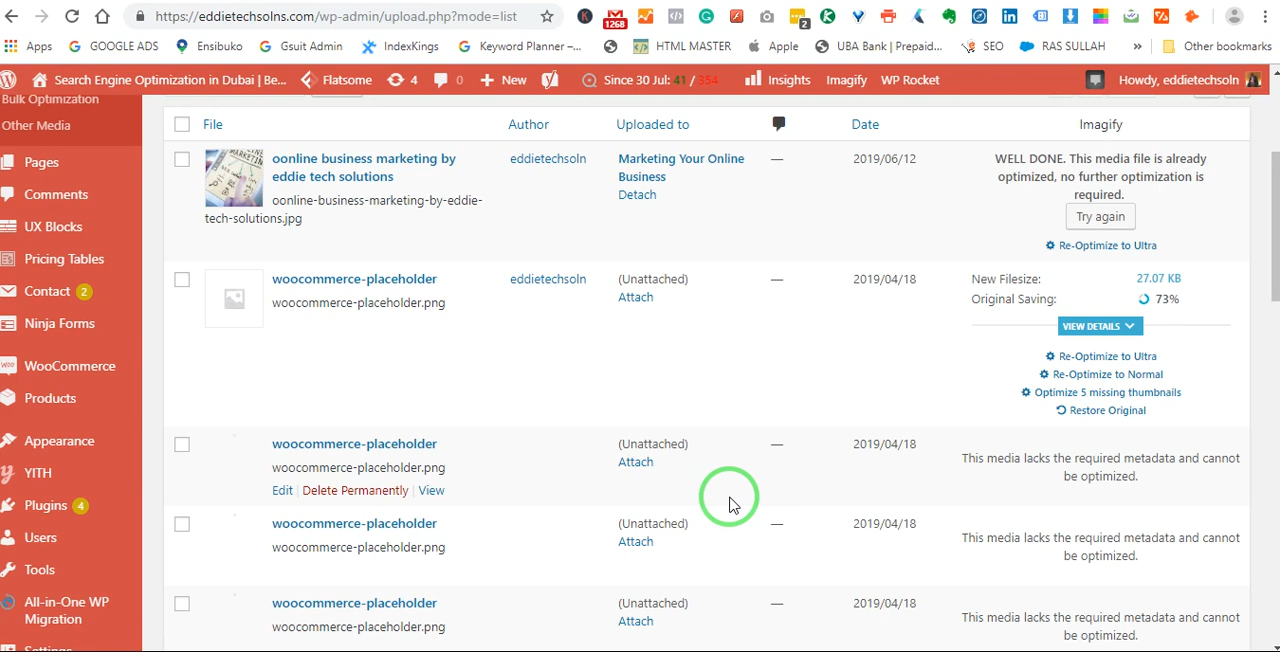 https://eddietechsolns.com/wp-admin/upload.php?mode=list
1268
2
Apps
GOOGLE ADS
Ensibuko
Gsuit Admin
IndexKings
Keyword Planner –...
HTML MASTER
Apple
UBA Bank | Prepaid...
SEO
RAS SULLAH
»
Other bookmarks
Search Engine Optimization in Dubai | Be...
Flatsome
4
0
New
Since 30 Jul: 41 / 354
Insights
Imagify
WP Rocket
Howdy, eddietechsoln
Bulk Optimization
Other Media
Pages
Comments
UX Blocks
Pricing Tables
Contact 2
Ninja Forms
WooCommerce
Products
Appearance
YITH
Plugins 4
Users
Tools
All-in-One WP
Migration
Settings
File
Author
Uploaded to
Date
Imagify
oonline business marketing by
eddie tech solutions
oonline-business-marketing-by-eddie-
tech-solutions.jpg
eddietechsoln
Marketing Your Online
Business
Detach
—
2019/06/12
WELL DONE. This media file is already
optimized, no further optimization is
required.
Try again
Re-Optimize to Ultra
woocommerce-placeholder
woocommerce-placeholder.png
eddietechsoln
(Unattached)
Attach
—
2019/04/18
New Filesize: 27.07 KB
Original Saving: 73%
VIEW DETAILS
Re-Optimize to Ultra
Re-Optimize to Normal
Optimize 5 missing thumbnails
Restore Original
woocommerce-placeholder
woocommerce-placeholder.png
Edit | Delete Permanently | View
(Unattached)
Attach
—
2019/04/18
This media lacks the required metadata and cannot
be optimized.
woocommerce-placeholder
woocommerce-placeholder.png
(Unattached)
Attach
—
2019/04/18
This media lacks the required metadata and cannot
be optimized.
woocommerce-placeholder
woocommerce-placeholder.png
(Unattached)
Attach
—
2019/04/18
This media lacks the required metadata and cannot
be optimized.